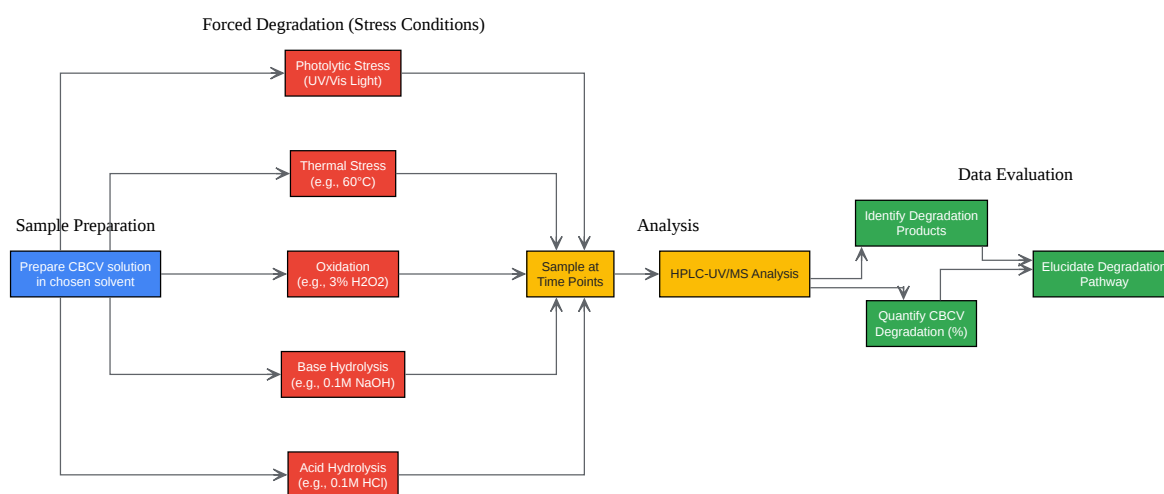 Forced Degradation (Stress Conditions)
Photolytic Stress
(UV/Vis Light)
Thermal Stress
(e.g., 60°C)
Data Evaluation
Sample Preparation
Analysis
Identify Degradation
Products
Prepare CBCV solution
in chosen solvent
Oxidation
(e.g., 3% H2O2)
Sample at
Time Points
HPLC-UV/MS Analysis
Elucidate Degradation
Pathway
Quantify CBCV
Degradation (%)
Base Hydrolysis
(e.g., 0.1M NaOH)
Acid Hydrolysis
(e.g., 0.1M HCl)